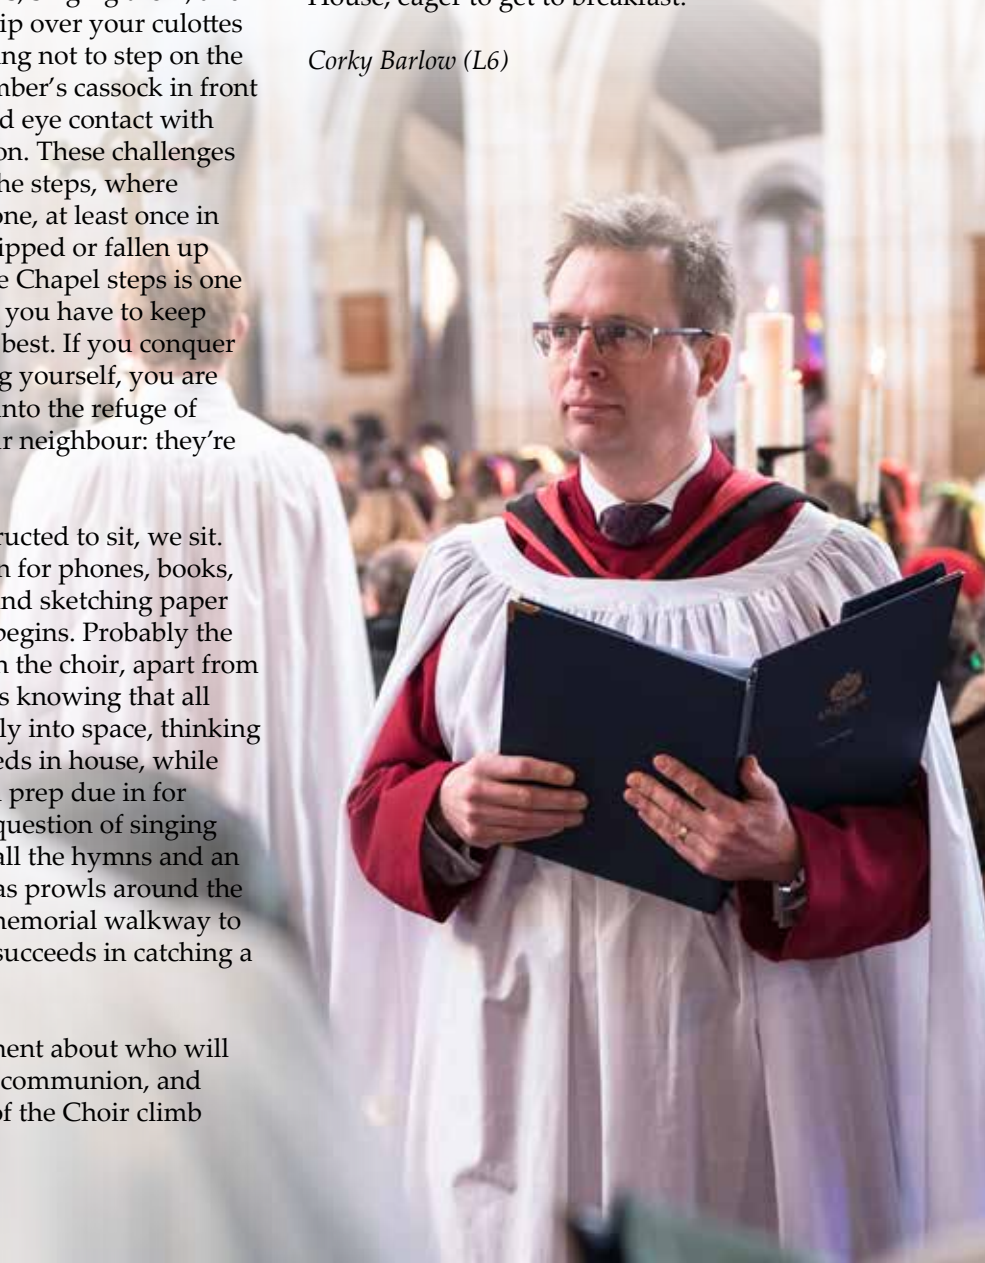 ip over your culottes
ng not to step on the
mber's cassock in front
d eye contact with
on. These challenges
he steps, where
one, at least once in
ipped or fallen up
e Chapel steps is one
you have to keep
best. If you conquer
g yourself, you are
into the refuge of
ir neighbour: they're
ructed to sit, we sit.
n for phones, books,
nd sketching paper
begins. Probably the
n the choir, apart from
s knowing that all
ly into space, thinking
eds in house, while
prep due in for
question of singing
all the hymns and an
as prowls around the
memorial walkway to
succeeds in catching a
ment about who will
communion, and
of the Choir climb
House, eager to get to breakfast.
Corky Barlow (L6)